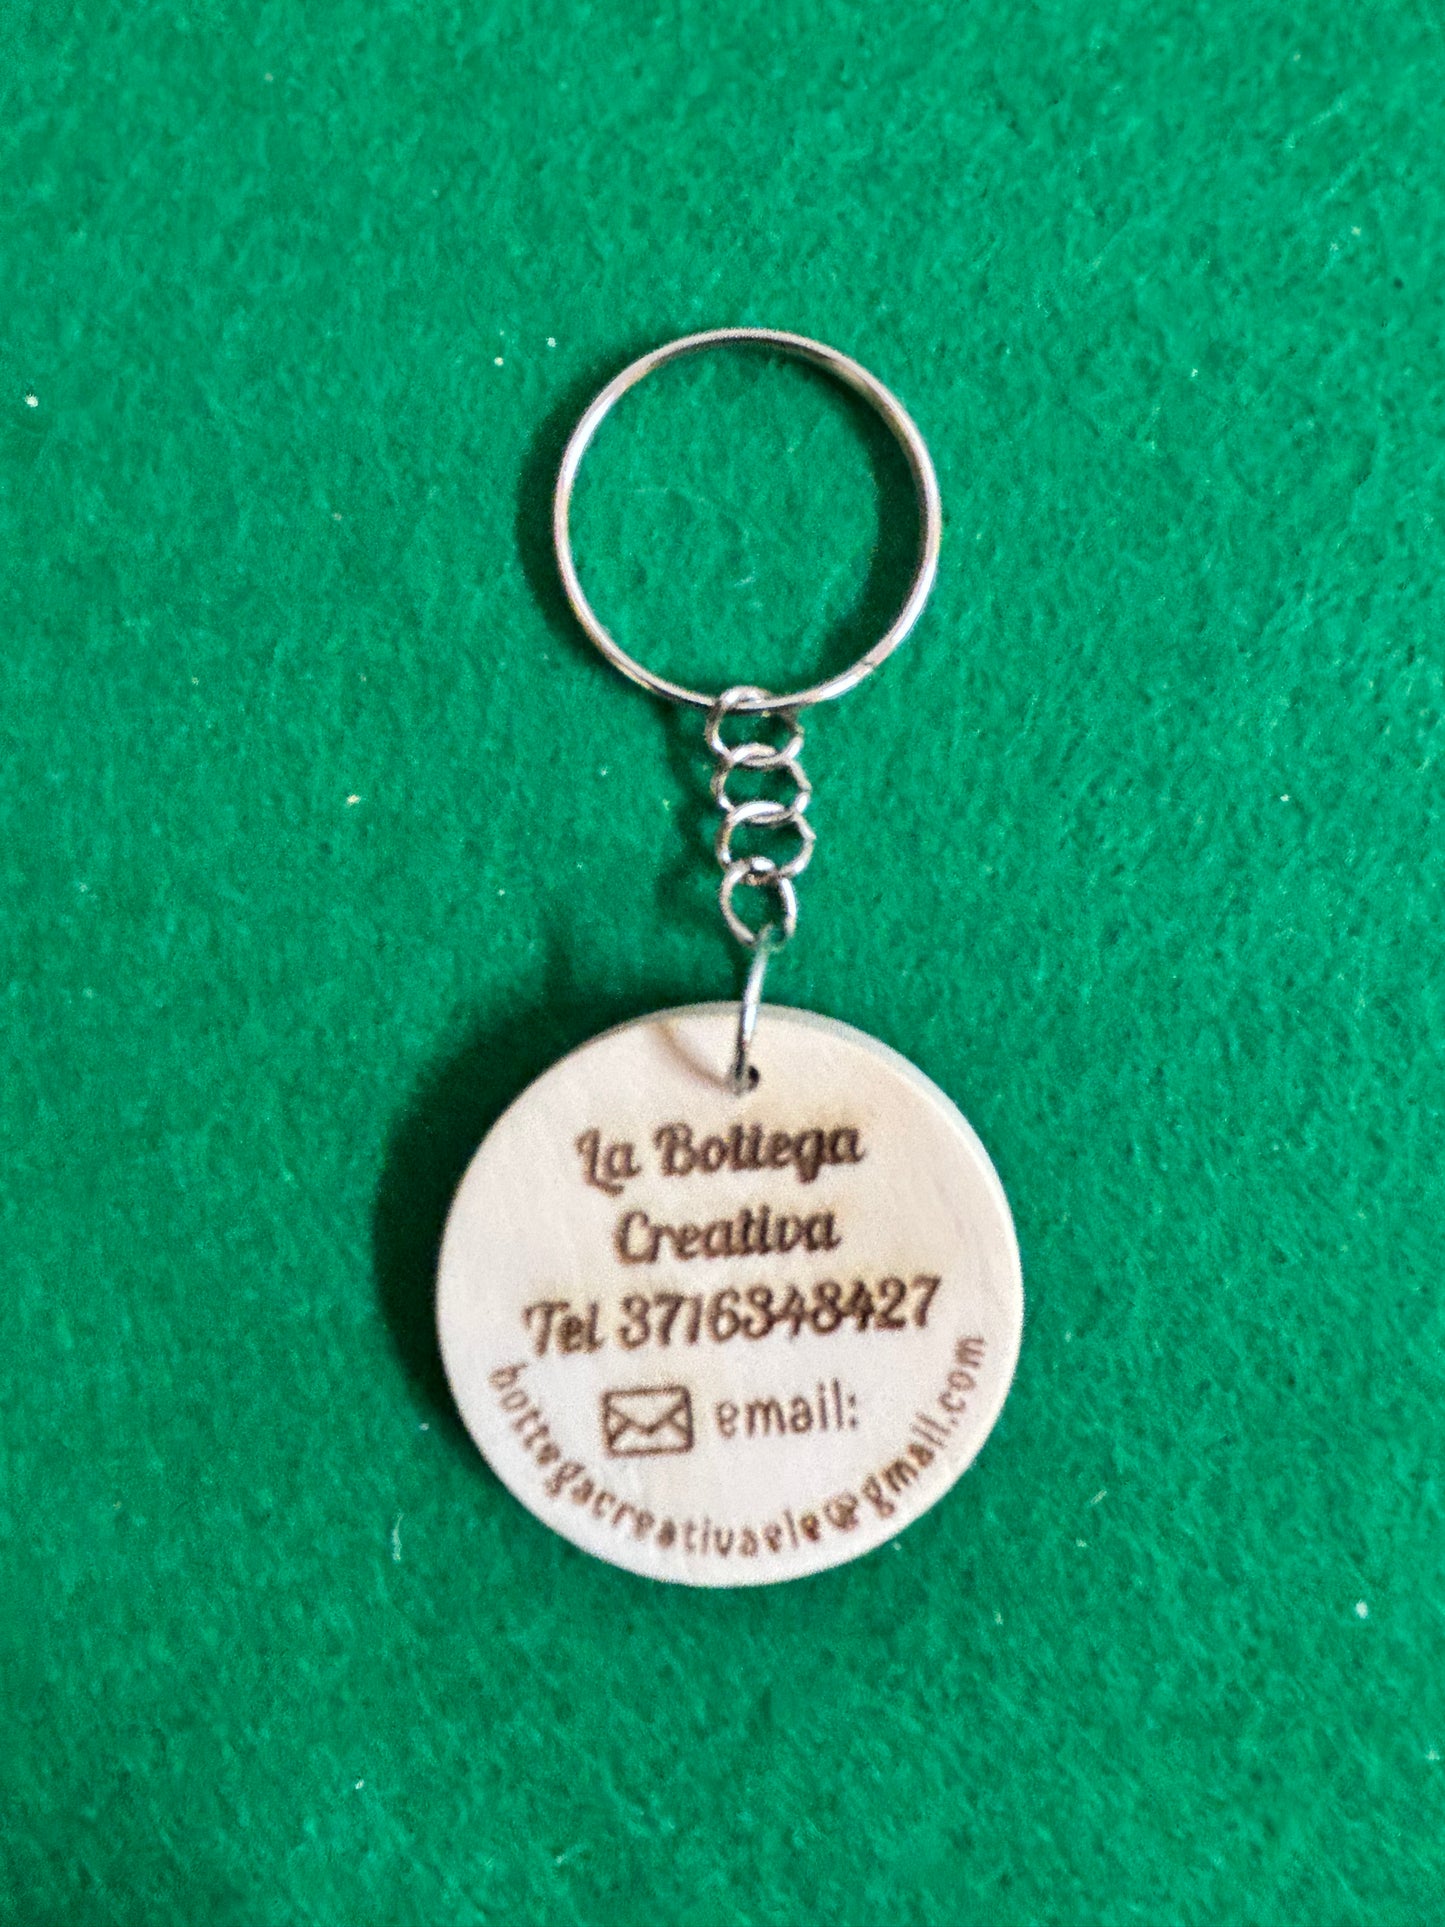 La Bottega
Creativa
Tel 3716348427
email:
bottegacreativaele@gmail.com